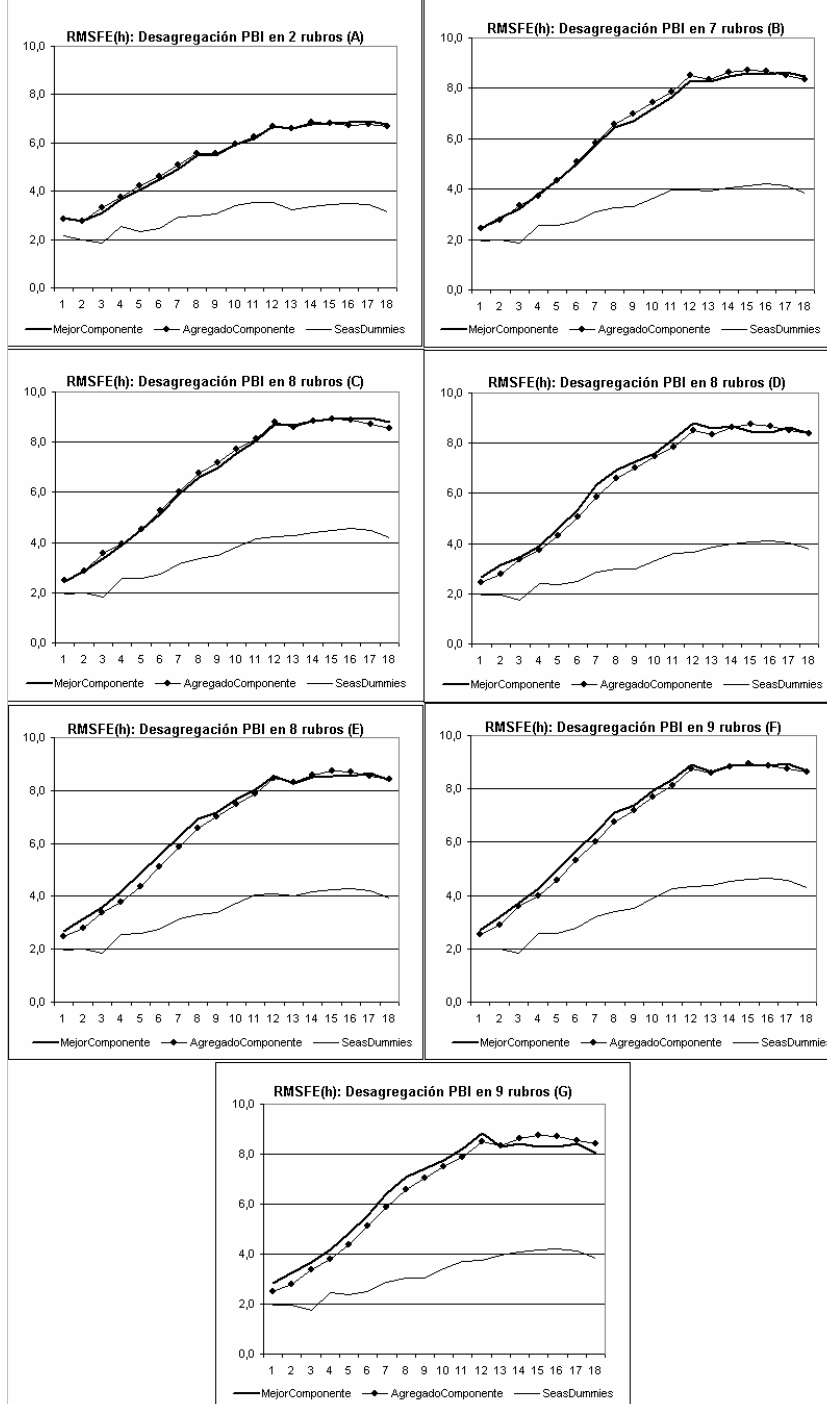 RMSFE(h): Desagregación PBI en 2 rubros (A)
10,0
8,0
6,0
4,0
2,0
0,0
1 2 3 4 5 6 7 8 9 10 11 12 13 14 15 16 17 18
MejorComponente AgregadoComponente SeasDummies
RMSFE(h): Desagregación PBI en 7 rubros (B)
10,0
8,0
6,0
4,0
2,0
0,0
1 2 3 4 5 6 7 8 9 10 11 12 13 14 15 16 17 18
MejorComponente AgregadoComponente SeasDummies
RMSFE(h): Desagregación PBI en 8 rubros (C)
10,0
8,0
6,0
4,0
2,0
0,0
1 2 3 4 5 6 7 8 9 10 11 12 13 14 15 16 17 18
MejorComponente AgregadoComponente SeasDummies
RMSFE(h): Desagregación PBI en 8 rubros (D)
10,0
8,0
6,0
4,0
2,0
0,0
1 2 3 4 5 6 7 8 9 10 11 12 13 14 15 16 17 18
MejorComponente AgregadoComponente SeasDummies
RMSFE(h): Desagregación PBI en 8 rubros (E)
10,0
8,0
6,0
4,0
2,0
0,0
1 2 3 4 5 6 7 8 9 10 11 12 13 14 15 16 17 18
MejorComponente AgregadoComponente SeasDummies
RMSFE(h): Desagregación PBI en 9 rubros (F)
10,0
8,0
6,0
4,0
2,0
0,0
1 2 3 4 5 6 7 8 9 10 11 12 13 14 15 16 17 18
MejorComponente AgregadoComponente SeasDummies
RMSFE(h): Desagregación PBI en 9 rubros (G)
10,0
8,0
6,0
4,0
2,0
0,0
1 2 3 4 5 6 7 8 9 10 11 12 13 14 15 16 17 18
MejorComponente AgregadoComponente SeasDummies